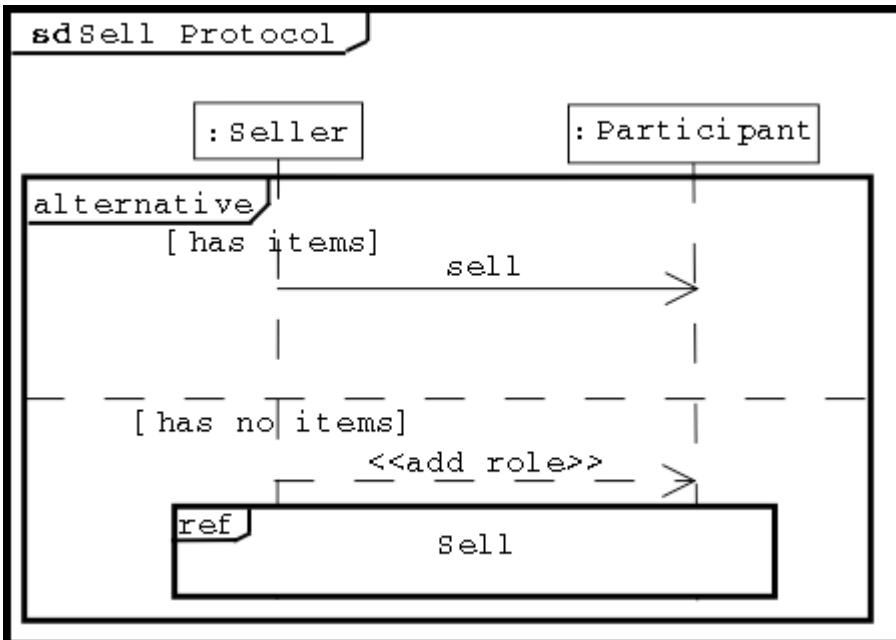 sd Sell Protocol
: Seller
: Participant
alternative
[ has items]
sell
[ has no items]
<<add role>>
ref
Sell